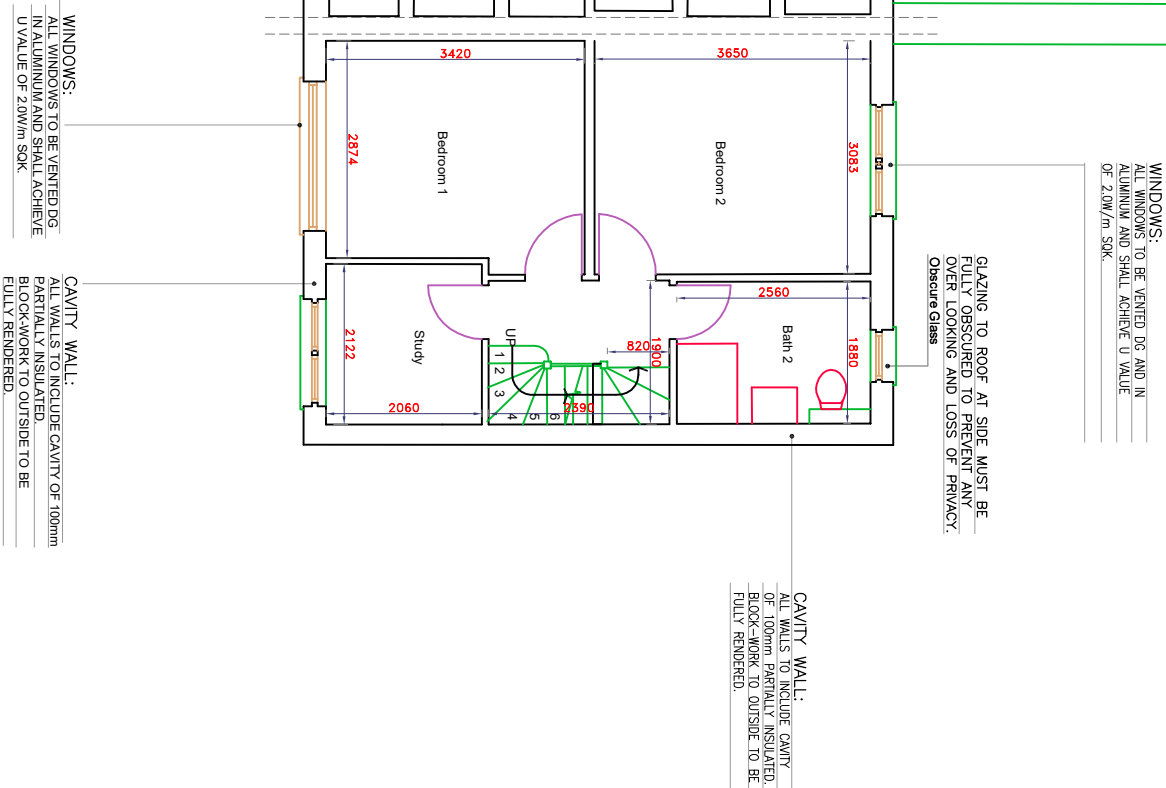 WINDOWS:
ALL WINDOWS TO BE VENTED DG AND IN
ALUMINUM AND SHALL ACHIEVE U VALUE
OF 2.0W/m SQK.
GLAZING TO ROOF AT SIDE MUST BE
FULLY OBSCURED TO PREVENT ANY
OVER LOOKING AND LOSS OF PRIVACY.
Obscure Glass
CAVITY WALL:
ALL WALLS TO INCLUDE CAVITY
OF 100mm PARTIALLY INSULATED.
BLOCK-WORK TO OUTSIDE TO BE
FULLY RENDERED.
3083
1880
Bath 2
2560
Bedroom 2
3650
1900
820
2390
UP
1
2
3
4
5
6
3420
Bedroom 1
2874
Study
2122
2060
WINDOWS:
ALL WINDOWS TO BE VENTED DG
IN ALUMINUM AND SHALL ACHIEVE
U VALUE OF 2.0W/m SQK.
CAVITY WALL:
ALL WALLS TO INCLUDE CAVITY OF 100mm
PARTIALLY INSULATED.
BLOCK-WORK TO OUTSIDE TO BE
FULLY RENDERED.